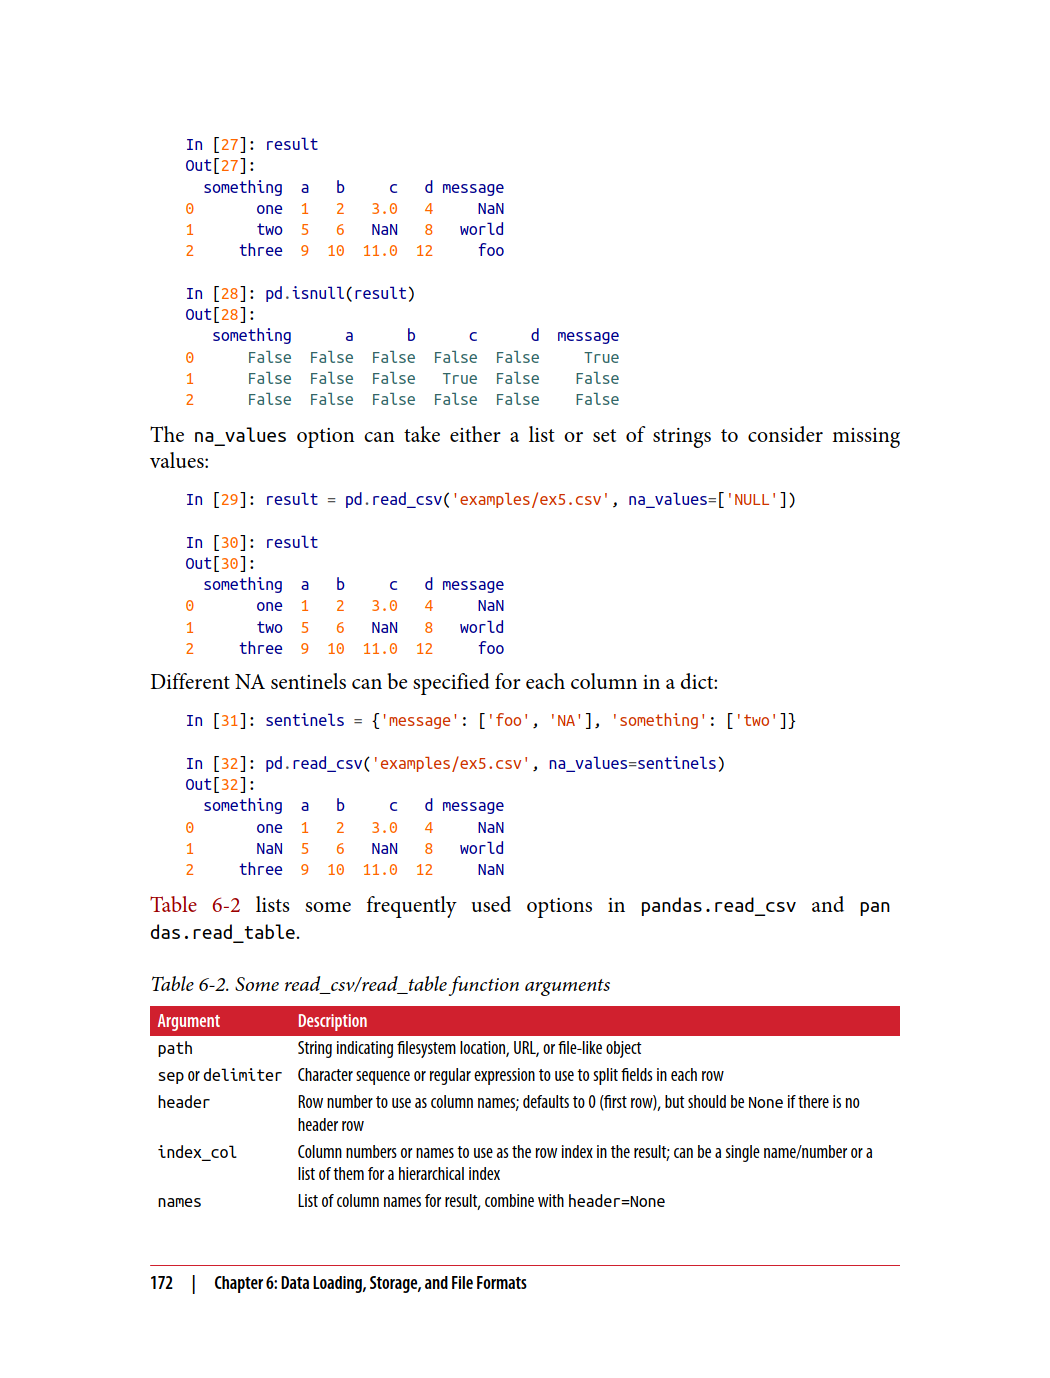 In [27]: result
Out[27]:
  something  a   b     c   d message
0       one  1   2   3.0   4     NaN
1       two  5   6   NaN   8   world
2     three  9  10  11.0  12     foo
In [28]: pd.isnull(result)
Out[28]:
   something      a      b      c      d  message
0      False  False  False  False  False     True
1      False  False  False   True  False    False
2      False  False  False  False  False    False
The na_values option can take either a list or set of strings to consider missing
values:
In [29]: result = pd.read_csv('examples/ex5.csv', na_values=['NULL'])
In [30]: result
Out[30]:
  something  a   b     c   d message
0       one  1   2   3.0   4     NaN
1       two  5   6   NaN   8   world
2     three  9  10  11.0  12     foo
Different NA sentinels can be specified for each column in a dict:
In [31]: sentinels = {'message': ['foo', 'NA'], 'something': ['two']}
In [32]: pd.read_csv('examples/ex5.csv', na_values=sentinels)
Out[32]:
  something  a   b     c   d message
0       one  1   2   3.0   4     NaN
1       NaN  5   6   NaN   8   world
2     three  9  10  11.0  12     NaN
Table 6-2 lists some frequently used options in pandas.read_csv and pan
das.read_table.
Table 6-2. Some read_csv/read_table function arguments
Argument Description
path String indicating filesystem location, URL, or file-like object
sep or delimiter Character sequence or regular expression to use to split fields in each row
header Row number to use as column names; defaults to 0 (first row), but should be None if there is no
header row
index_col Column numbers or names to use as the row index in the result; can be a single name/number or a
list of them for a hierarchical index
names List of column names for result, combine with header=None
172 | Chapter 6: Data Loading, Storage, and File Formats